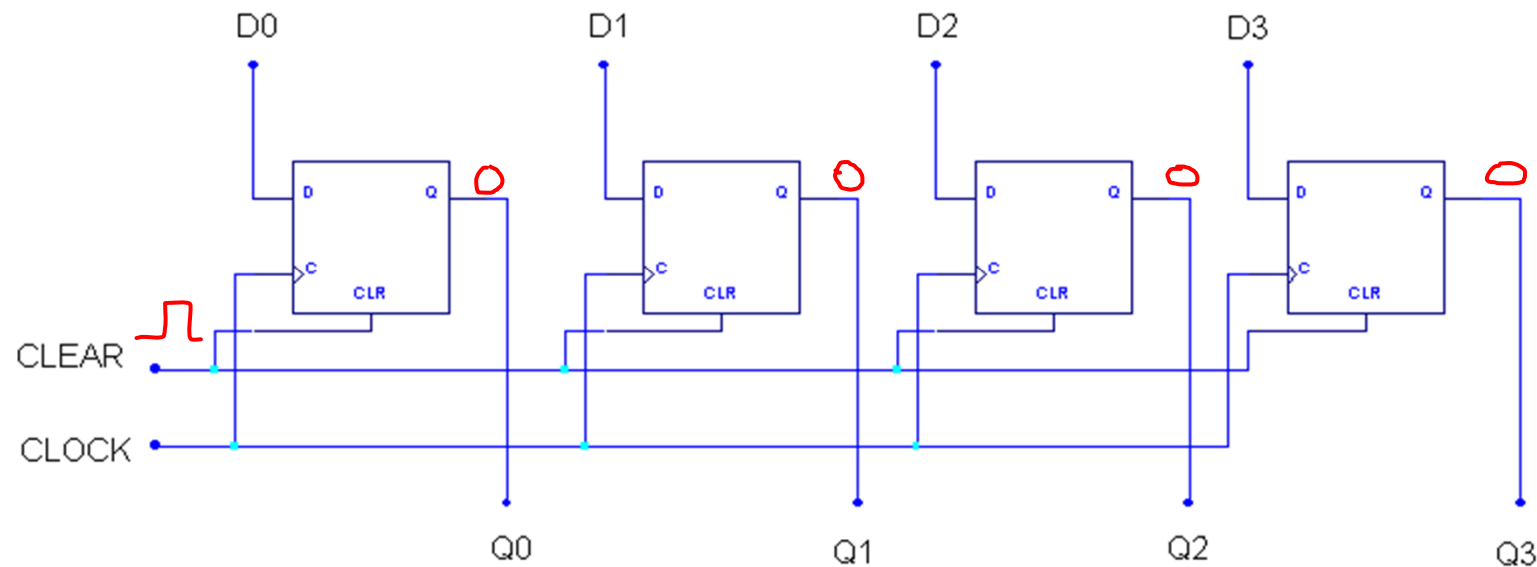 D0 D1 D2 D3
0 0 0 0
D Q D Q D Q D Q
C C C C
CLR CLR CLR CLR
CLEAR
CLOCK
Q0 Q1 Q2 Q3